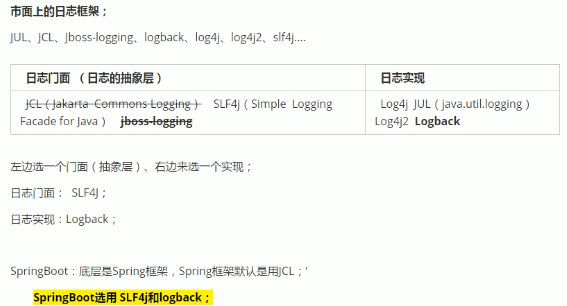 市面上的日志框架；
JUL、JCL、Jboss-logging、logback、log4j、log4j2、slf4j....
日志门面 （日志的抽象层）
日志实现
JCL（Jakarta Commons Logging） SLF4j（Simple Logging
Facade for Java） jboss-logging
Log4j JUL（java.util.logging）
Log4j2 Logback
左边选一个门面（抽象层）、右边来选一个实现；
日志门面： SLF4J；
日志实现：Logback；
SpringBoot：底层是Spring框架，Spring框架默认是用JCL；‘
SpringBoot选用 SLF4j和logback；